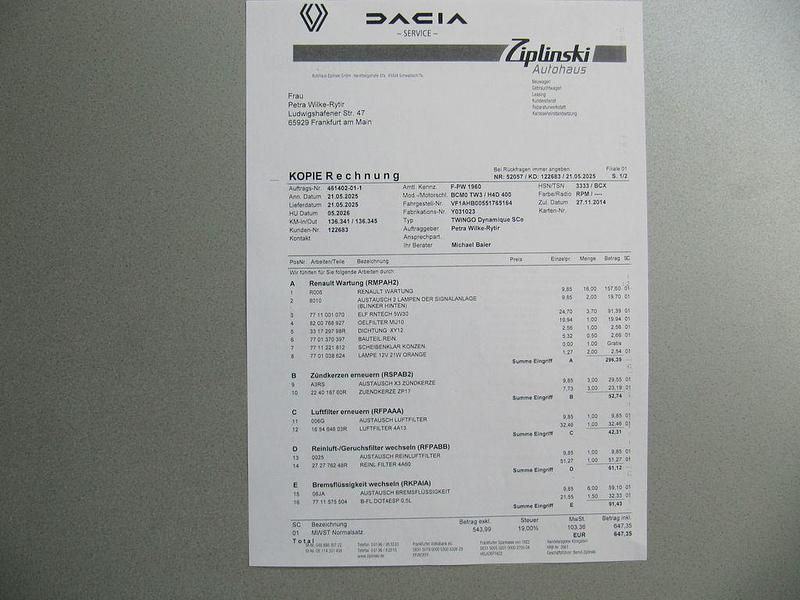 DACIA
– SERVICE –
Ziplinski
Autohaus
Neuwagen
Gebrauchtwagen
Leasing
Kundendienst
Reparaturwerkstatt
Karosserieinstandsetzung
Frau
Petra Wilke-Rytir
Ludwigshafener Str. 47
65929 Frankfurt am Main
KOPIE Rechnung
Bei Rückfragen immer angeben: Filiale 01
NR: 52057 / KD: 122683 / 21.05.2025 S. 1/2
Auftrags-Nr. 461402-01-1 Amtl. Kennz. F-PW 1960 HSN/TSN 3333 / BCX
Ann. Datum 21.05.2025 Mod.-/Motorschl. BCM0 TW3 / H4D 400 Farbe/Radio RPM / ----
Lieferdatum 21.05.2025 Fahrgestell-Nr. VF1AHB00551765164 Zul. Datum 27.11.2014
HU Datum 05.2026 Fabrikations-Nr. Y031023 Karten-Nr.
KM-In/Out 136.341 / 136.345 Typ TWINGO Dynamique SCe
Kunden-Nr. 122683 Auftraggeber Petra Wilke-Rytir
Kontakt Ansprechpart.
Ihr Berater Michael Baier
PosNr. Arbeiten/Teile Bezeichnung Preis Einzelpr. Menge Betrag SC
Wir führten für Sie folgende Arbeiten durch:
A Renault Wartung (RMPAH2)
1 R006 RENAULT WARTUNG 9,85 16,00 157,60 01
2 8010 AUSTAUSCH 2 LAMPEN DER SIGNALANLAGE 9,85 2,00 19,70 01
(BLINKER HINTEN)
3 77 11 001 070 ELF RNTECH 5W30 24,70 3,70 91,39 01
4 82 00 768 927 OELFILTER MIJ10 19,94 1,00 19,94 01
5 33 17 297 98R DICHTUNG XY12 2,56 1,00 2,56 01
6 77 01 370 397 BAUTEIL.REIN. 5,32 0,50 2,66 01
7 77 11 221 812 SCHEIBENKLAR KONZEN. 0,00 1,00 Gratis
8 77 01 038 624 LAMPE 12V 21W ORANGE 1,27 2,00 2,54 01
Summe Eingriff A 296,39
B Zündkerzen erneuern (RSPAB2)
9 A3RS AUSTAUSCH X3 ZÜNDKERZE 9,85 3,00 29,55 01
10 22 40 167 60R ZUENDKERZE ZP17 7,73 3,00 23,19 01
Summe Eingriff B 52,74
C Luftfilter erneuern (RFPAAA)
11 006G AUSTAUSCH LUFTFILTER 9,85 1,00 9,85 01
12 16 54 646 03R LUFTFILTER 4A13 32,46 1,00 32,46 01
Summe Eingriff C 42,31
D Reinluft-/Geruchsfilter wechseln (RFPABB)
13 0025 AUSTAUSCH REINLUFTFILTER 9,85 1,00 9,85 01
14 27 27 762 48R REINL.FILTER 4A60 51,27 1,00 51,27 01
Summe Eingriff D 61,12
E Bremsflüssigkeit wechseln (RKPAIA)
15 06JA AUSTAUSCH BREMSFLÜSSIGKEIT 9,85 6,00 59,10 01
16 77 11 575 504 B-FL.DOT4ESP 0,5L 21,55 1,50 32,33 01
Summe Eingriff E 91,43
SC Bezeichnung Betrag exkl. Steuer MwSt. Betrag inkl.
01 MWST Normalsatz 543,99 19,00% 103,36 647,35
Total EUR 647,35